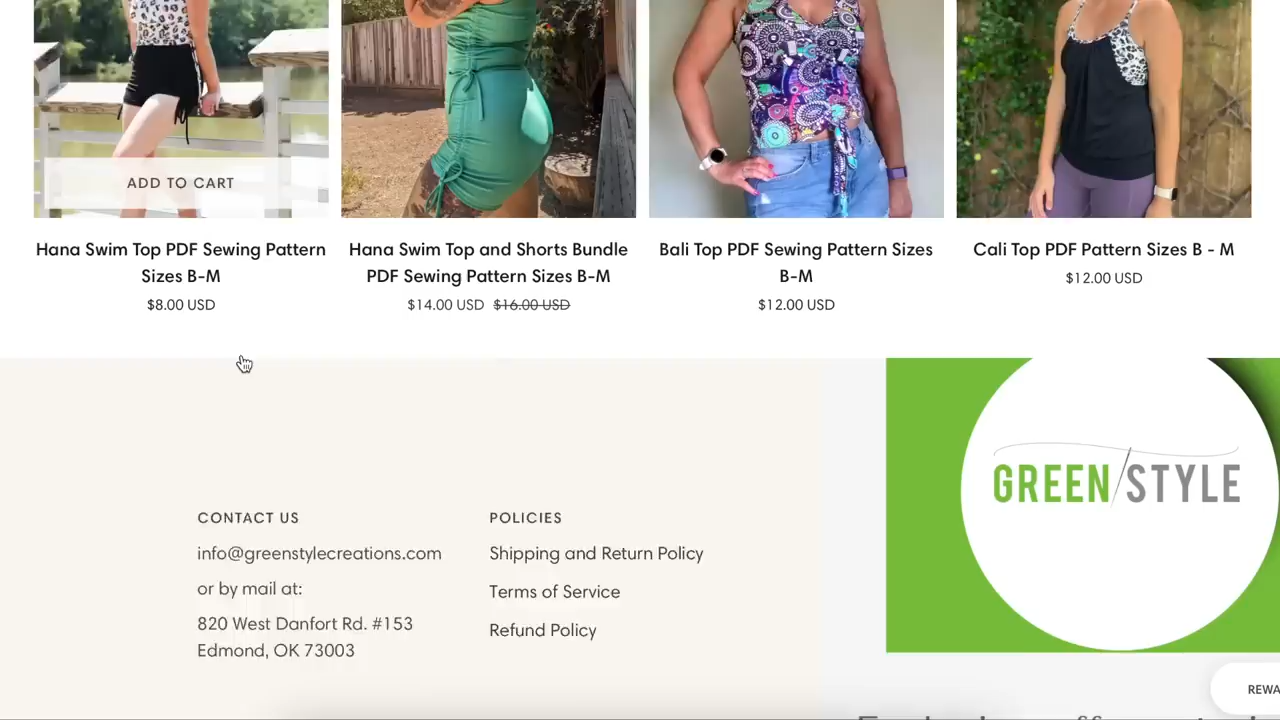 ADD TO CART
Hana Swim Top PDF Sewing Pattern
Sizes B-M
$8.00 USD
Hana Swim Top and Shorts Bundle
PDF Sewing Pattern Sizes B-M
$14.00 USD $16.00 USD
Bali Top PDF Sewing Pattern Sizes
B-M
$12.00 USD
Cali Top PDF Pattern Sizes B - M
$12.00 USD
CONTACT US
info@greenstylecreations.com
or by mail at:
820 West Danfort Rd. #153
Edmond, OK 73003
POLICIES
Shipping and Return Policy
Terms of Service
Refund Policy
GREEN/STYLE